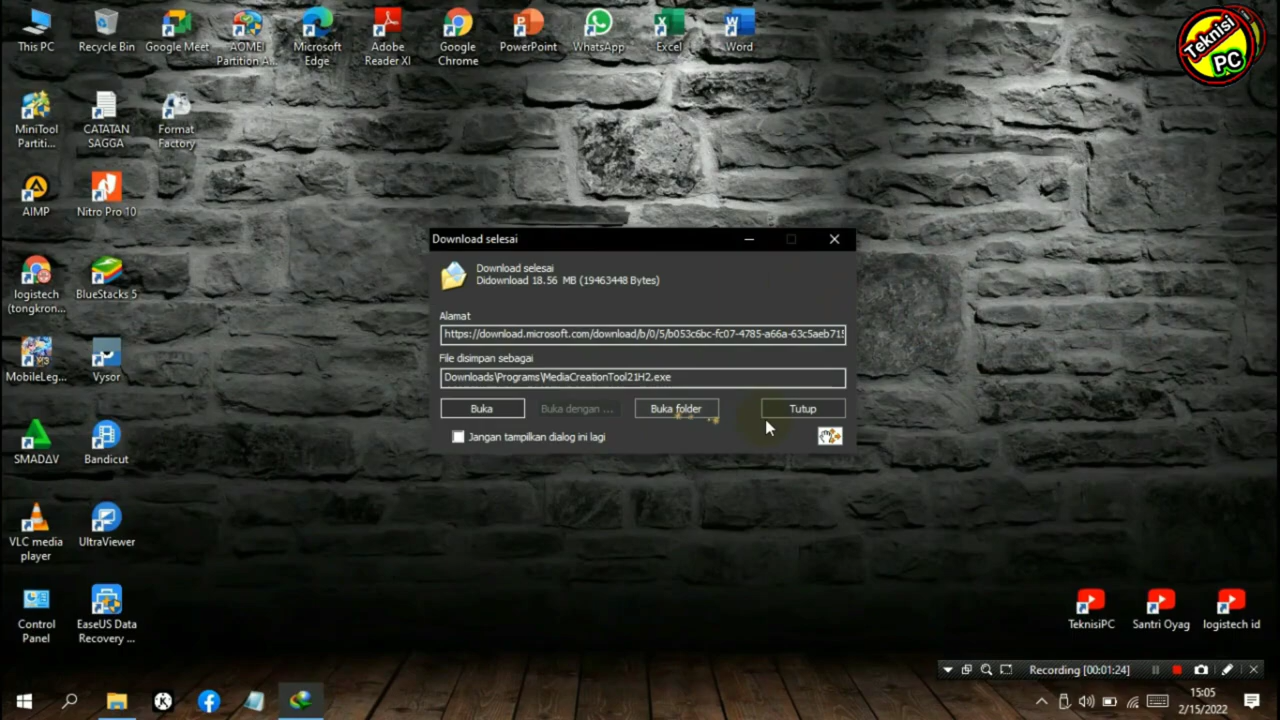 This PC
Recycle Bin
Google Meet
AOMEI
Partition A...
Microsoft
Edge
Adobe
Reader XI
Google
Chrome
PowerPoint
WhatsApp
Excel
Word
Teknisi
PC
MiniTool
Parti...
CATATAN
SAGGA
Format
Factory
AIMP
Nitro Pro 10
logistech
(tongkron...
BlueStacks 5
MobileLeg...
Vysor
SMADΔV
Bandicut
VLC media
player
UltraViewer
Control
Panel
EaseUS Data
Recovery ...
Download selesai
Download selesai
Didownload 18.56 MB (19463448 Bytes)
Alamat
https://download.microsoft.com/download/b/0/5/b053c6bc-fc07-4785-a66a-63c5aeb715
File disimpan sebagai
Downloads\Programs\MediaCreationTool21H2.exe
Buka
Buka dengan ...
Buka folder
Tutup
Jangan tampilkan dialog ini lagi
TeknisiPC
Santri Oyag
logistech id
Recording [00:01:24]
15:05
2/15/2022